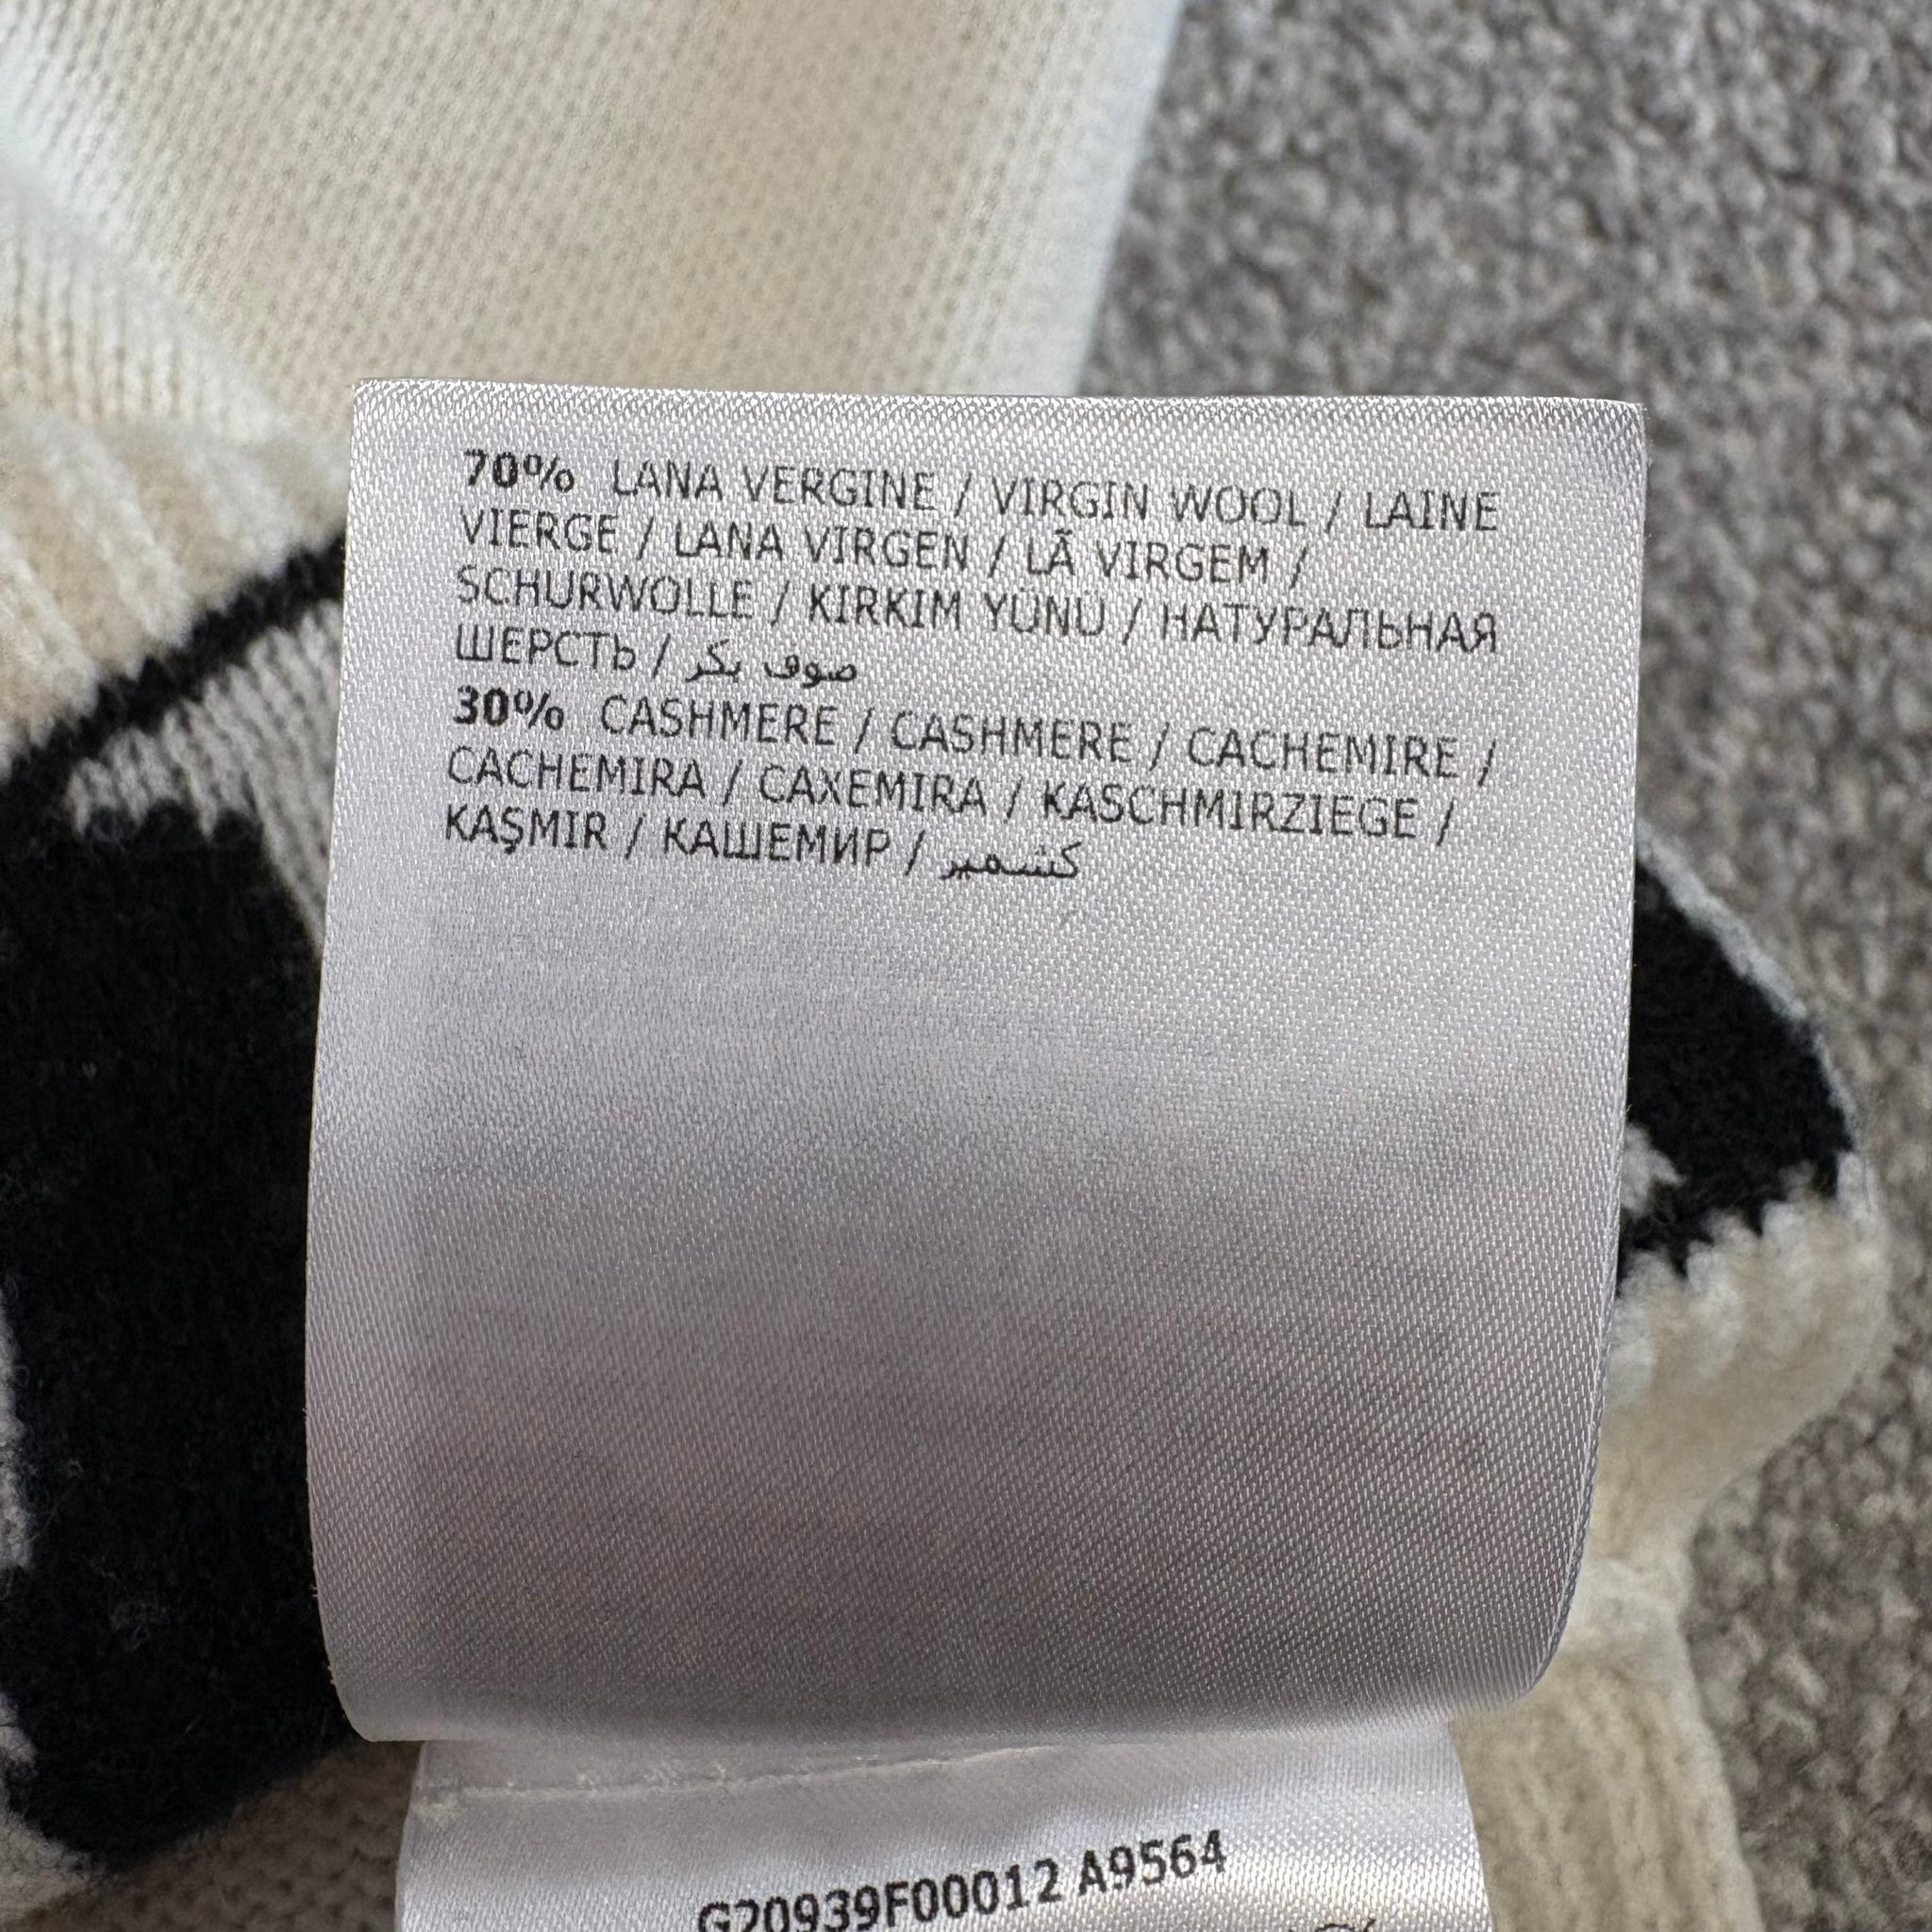 70% LANA VERGINE / VIRGIN WOOL / LAINE
VIERGE / LANA VIRGEN / LÃ VIRGEM /
SCHURWOLLE / KIRKIM YÜNÜ / НАТУРАЛЬНАЯ
ШЕРСТЬ / صوف بكر
30% CASHMERE / CASHMERE / CACHEMIRE /
CACHEMIRA / CAXEMIRA / KASCHMIRZIEGE /
KAŞMIR / КАШЕМИР / كشمير
G20939F00012 A9564